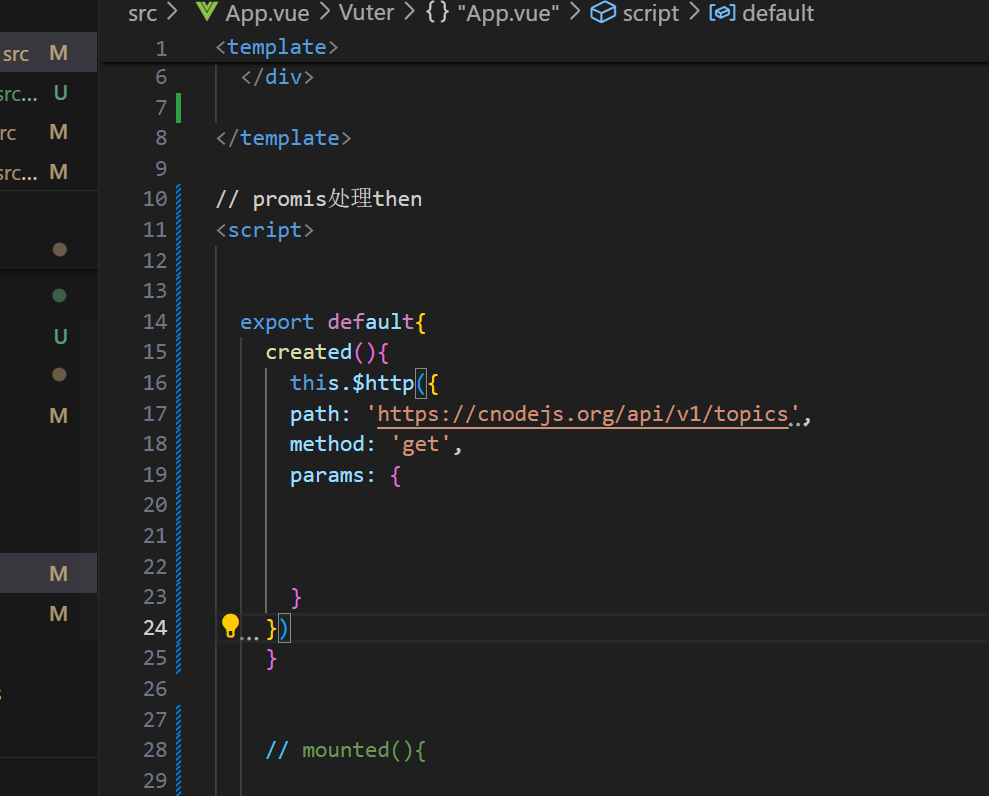 src > App.vue > Vuter > {} "App.vue" > script > default
src M
src... U
rc M
src... M
U
M
M
M
1 <template>
6 </div>
7
8 </template>
9
10 // promis处理then
11 <script>
12
13
14 export default{
15 created(){
16 this.$http({
17 path: 'https://cnodejs.org/api/v1/topics',
18 method: 'get',
19 params: {
20
21
22
23 }
24 })
25 }
26
27
28 // mounted(){
29